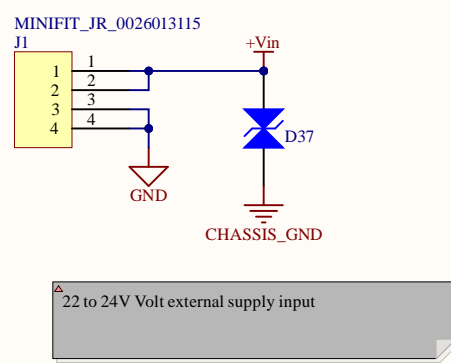 MINIFIT_JR_0026013115
J1
+Vin
1 1
2 2
3 3
4 4
D37
GND
CHASSIS_GND
22 to 24V Volt external supply input